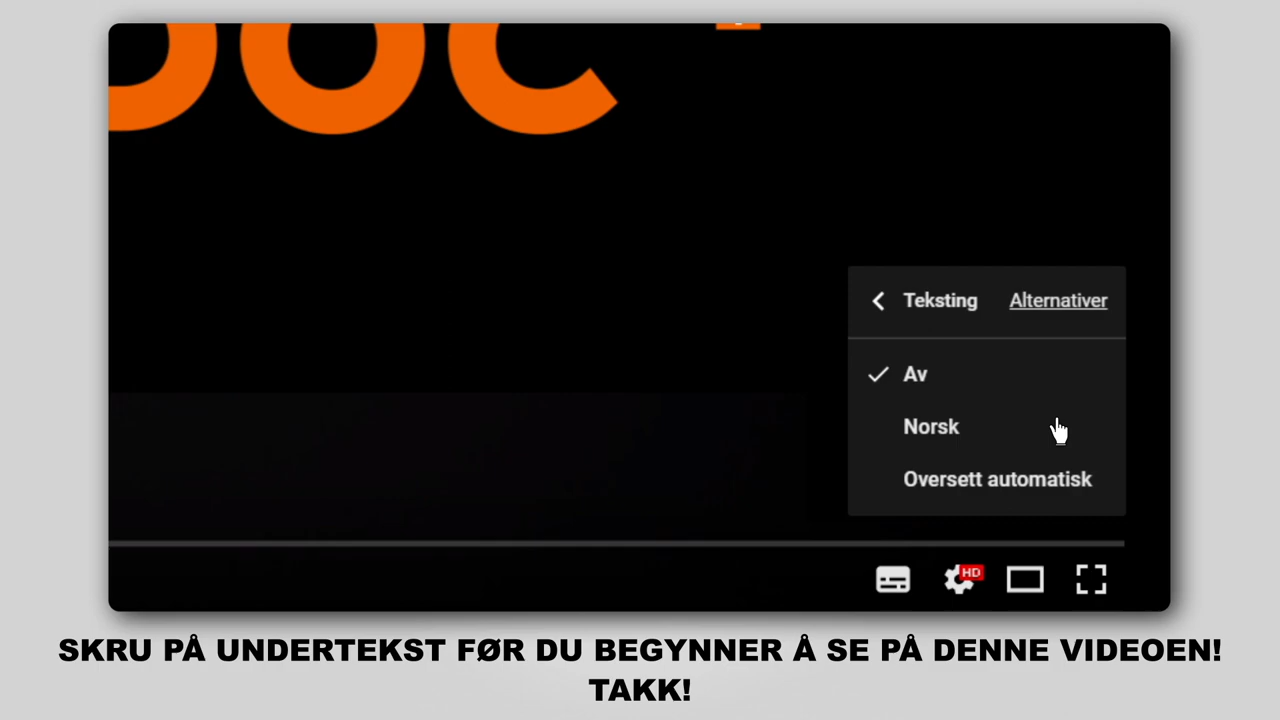 Teksting Alternativer
Av
Norsk
Oversett automatisk
HD
SKRU PÅ UNDERTEKST FØR DU BEGYNNER Å SE PÅ DENNE VIDEOEN!
TAKK!